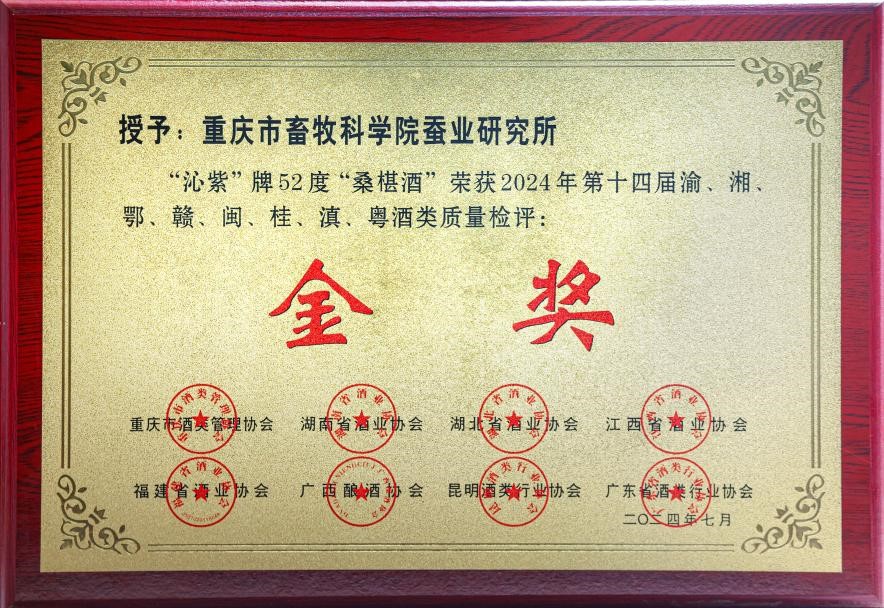 授予：重庆市畜牧科学院蚕业研究所
“沁紫”牌52度“桑椹酒”荣获2024年第十四届渝、湘、
鄂、赣、闽、桂、滇、粤酒类质量检评：
金奖
重庆市酒类管理协会 湖南省酒业协会 湖北省酒业协会 江西省酒业协会
福建省酒业协会 广西酿酒协会 昆明酒类行业协会 广东省酒类行业协会
二〇二四年七月